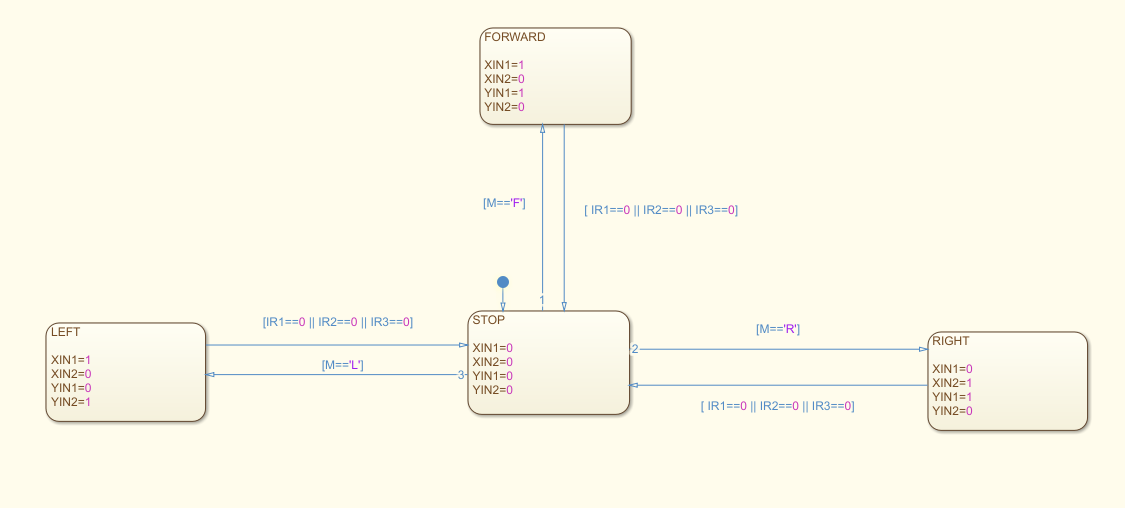 FORWARD
XIN1=1
XIN2=0
YIN1=1
YIN2=0
[M=='F']
[ IR1==0 || IR2==0 || IR3==0]
1
LEFT
XIN1=1
XIN2=0
YIN1=0
YIN2=1
[IR1==0 || IR2==0 || IR3==0]
[M=='L']
3
STOP
XIN1=0
XIN2=0
YIN1=0
YIN2=0
2
[M=='R']
[ IR1==0 || IR2==0 || IR3==0]
RIGHT
XIN1=0
XIN2=1
YIN1=1
YIN2=0